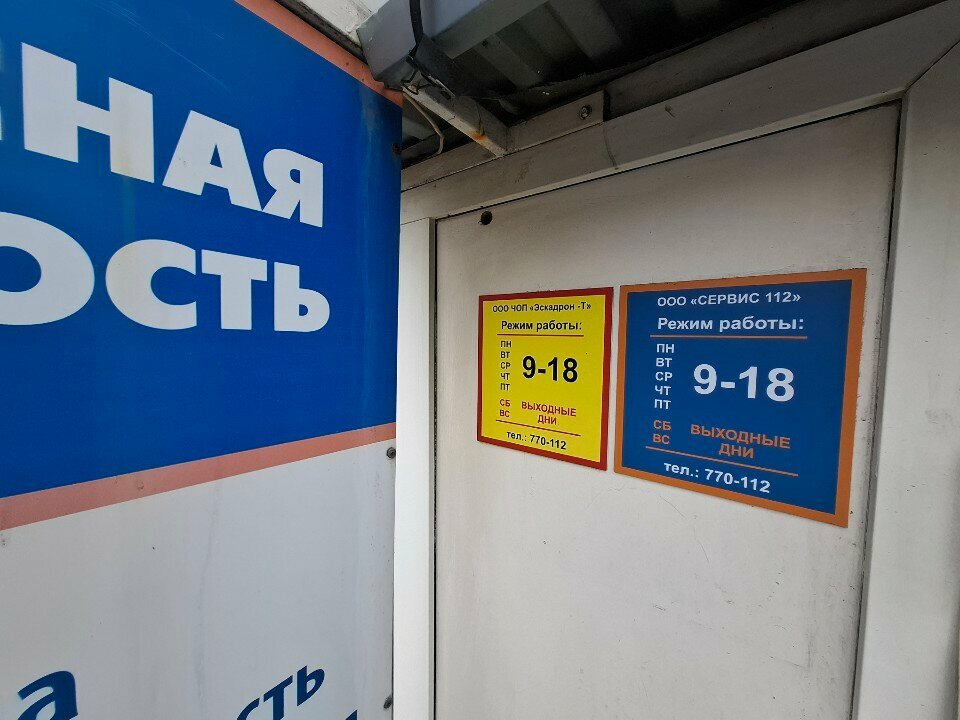 НАЯ
ОСТЬ
ООО ЧОП «Эскадрон -Т»
Режим работы:
ПН
ВТ
СР
ЧТ
ПТ
9-18
СБ
ВС
ВЫХОДНЫЕ
ДНИ
тел.: 770-112
ООО «СЕРВИС 112»
Режим работы:
ПН
ВТ
СР
ЧТ
ПТ
9-18
СБ
ВС
ВЫХОДНЫЕ
ДНИ
тел.: 770-112
а
сть